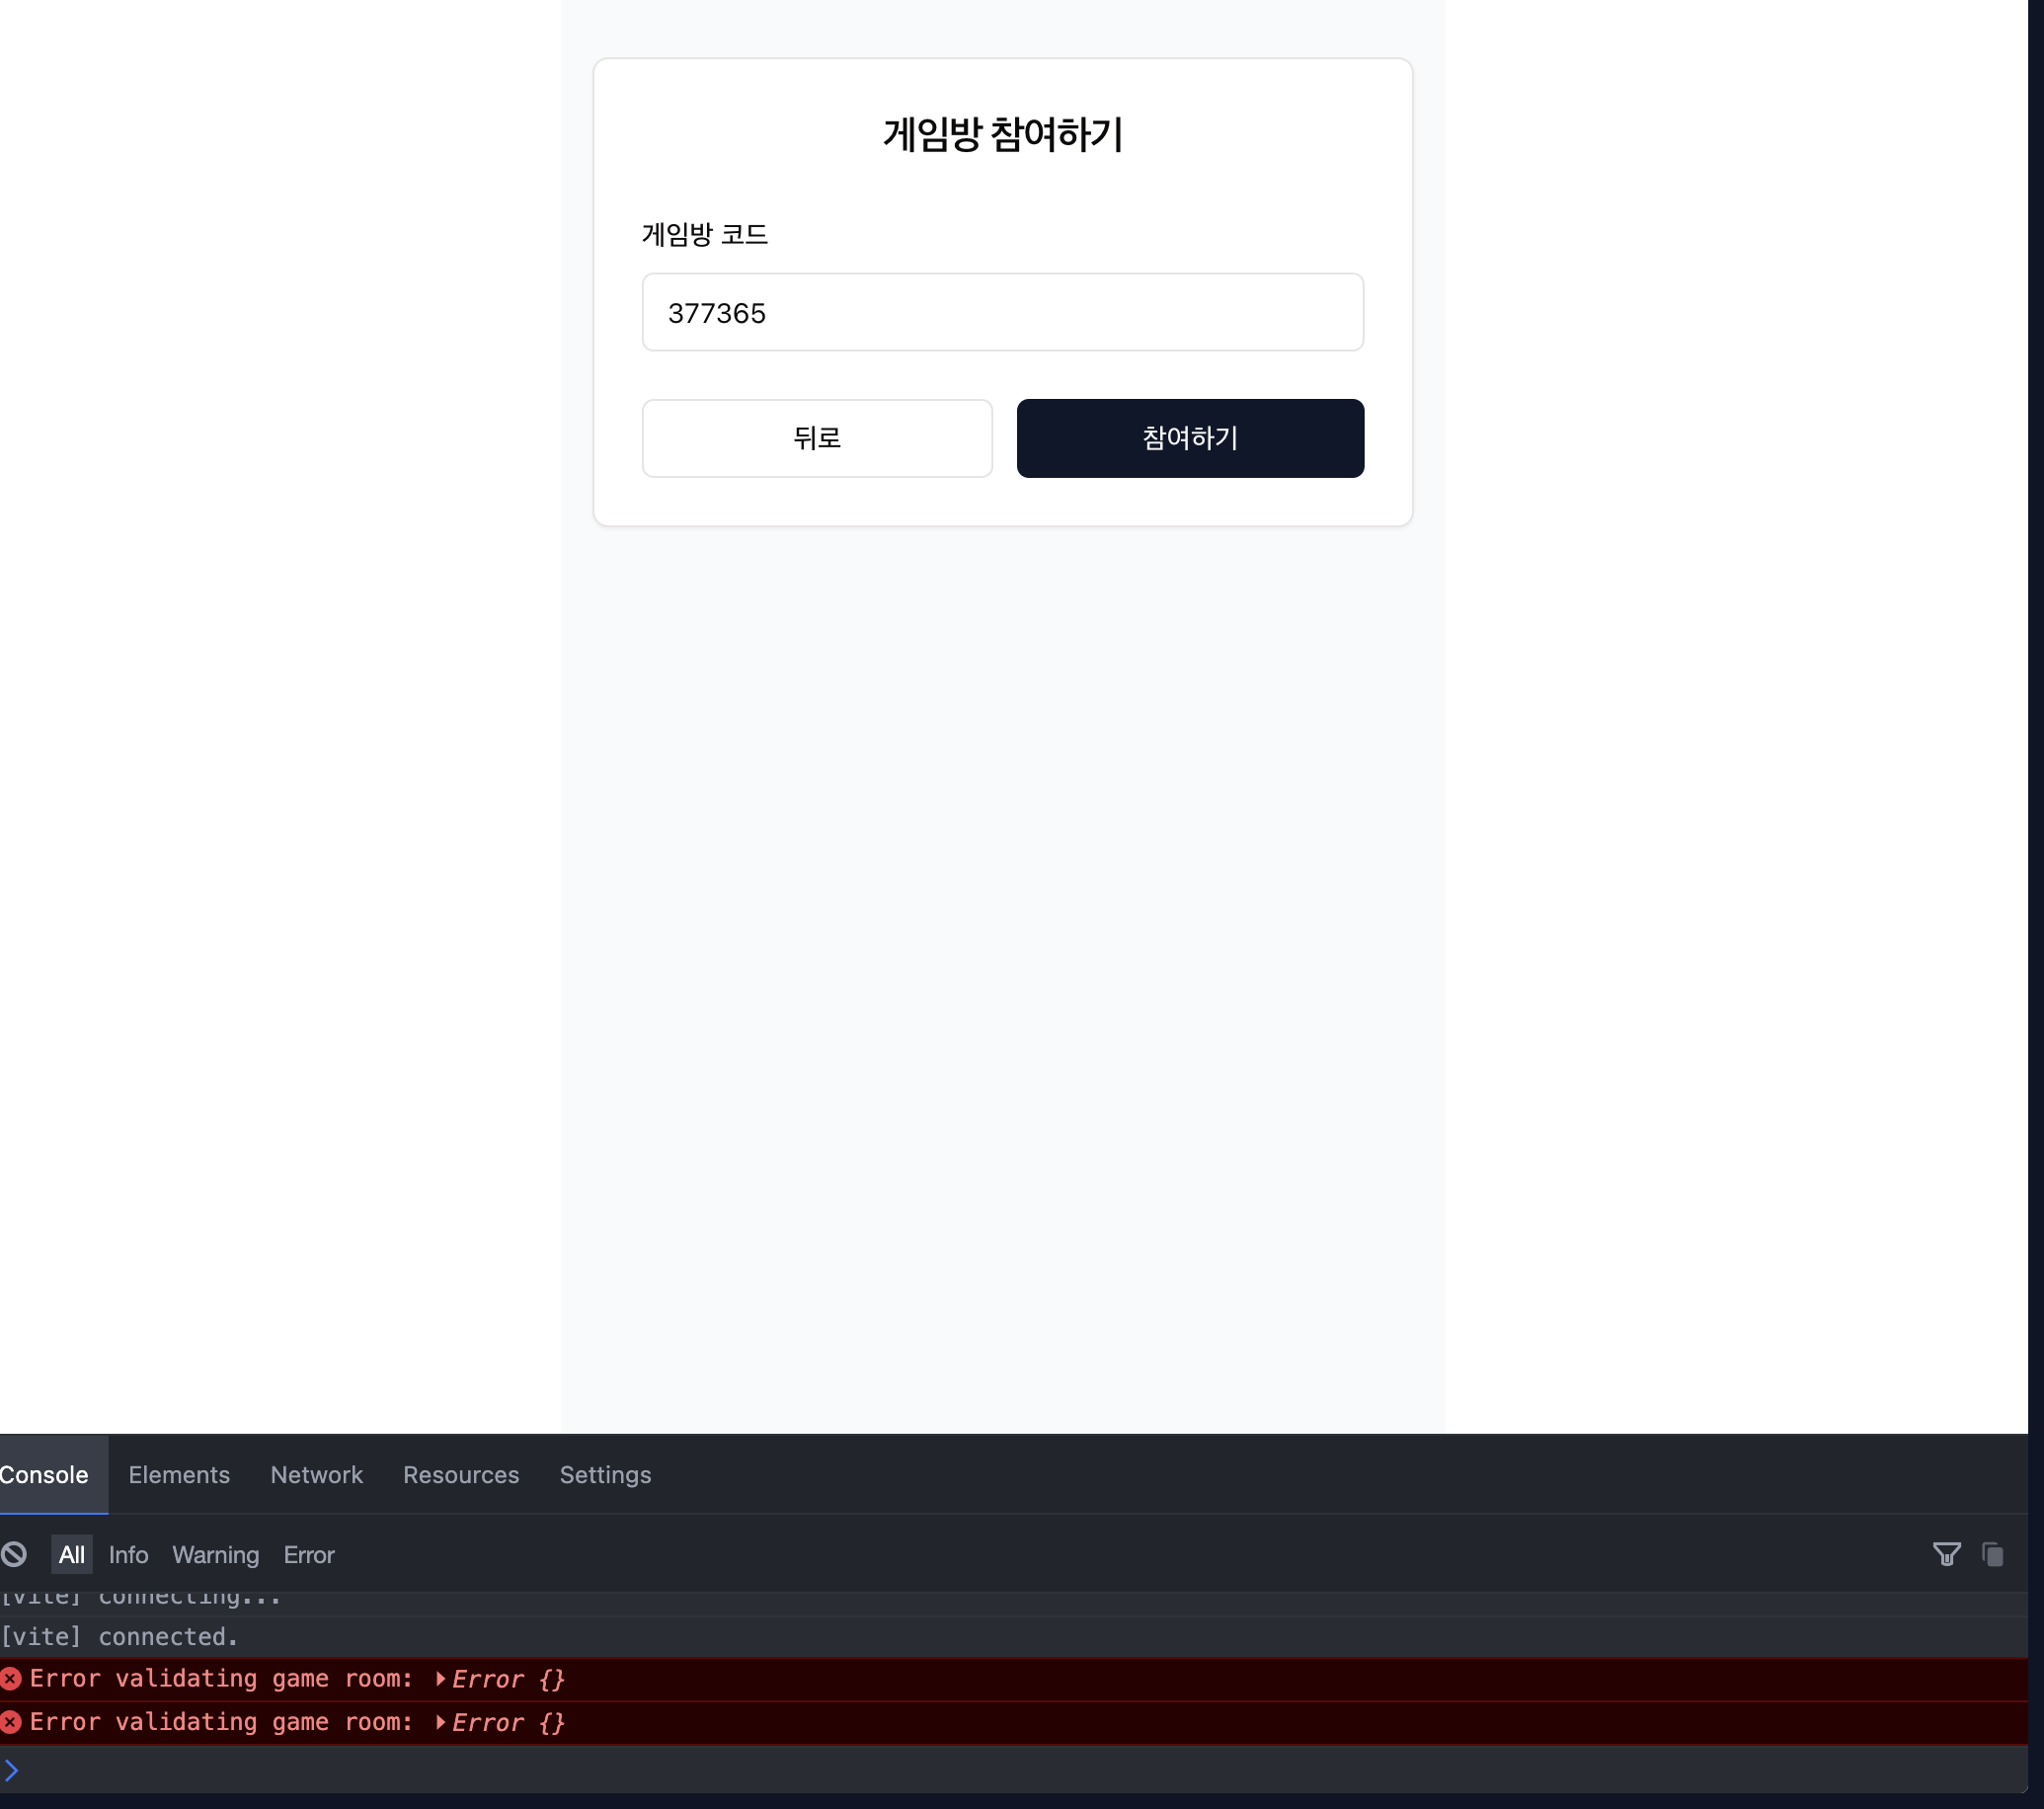 게임방 참여하기
게임방 코드
377365
뒤로 참여하기
Console Elements Network Resources Settings
All Info Warning Error
[vite] connecting...
[vite] connected.
Error validating game room: Error {}
Error validating game room: Error {}